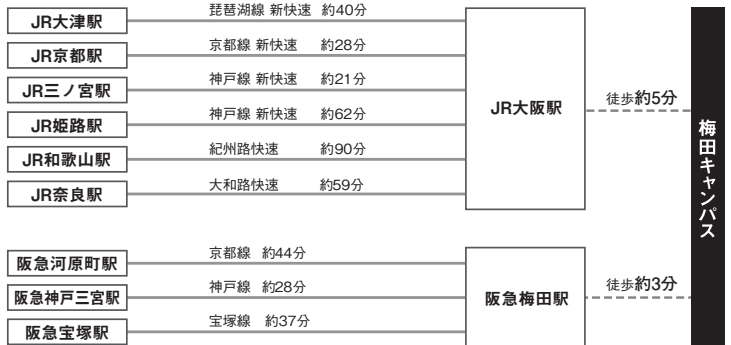 JR大津駅 琵琶湖線 新快速 約40分
JR京都駅 京都線 新快速 約28分
JR三ノ宮駅 神戸線 新快速 約21分
JR姫路駅 神戸線 新快速 約62分
JR和歌山駅 紀州路快速 約90分
JR奈良駅 大和路快速 約59分
JR大阪駅
徒歩約5分
阪急河原町駅 京都線 約44分
阪急神戸三宮駅 神戸線 約28分
阪急宝塚駅 宝塚線 約37分
阪急梅田駅
徒歩約3分
梅田キャンパス